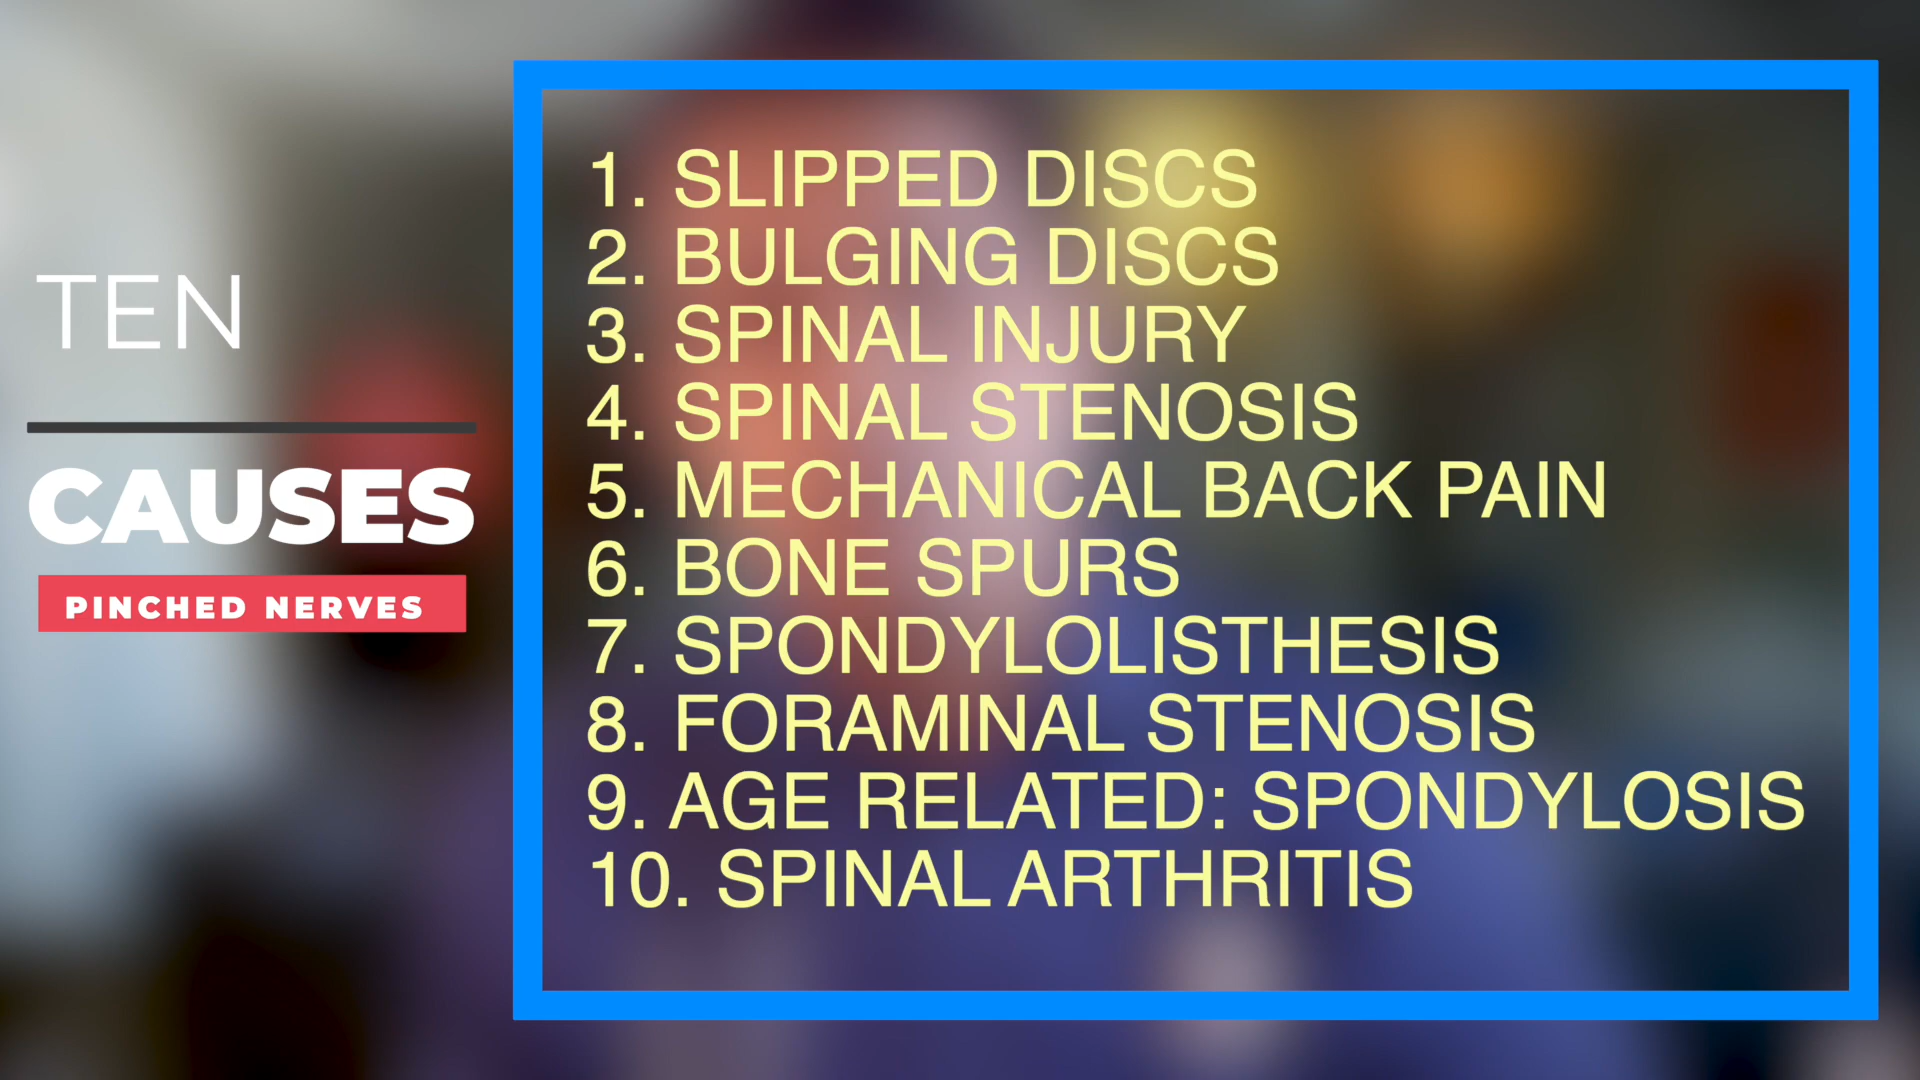 TEN
CAUSES
PINCHED NERVES
1. SLIPPED DISCS
2. BULGING DISCS
3. SPINAL INJURY
4. SPINAL STENOSIS
5. MECHANICAL BACK PAIN
6. BONE SPURS
7. SPONDYLOLISTHESIS
8. FORAMINAL STENOSIS
9. AGE RELATED: SPONDYLOSIS
10. SPINAL ARTHRITIS